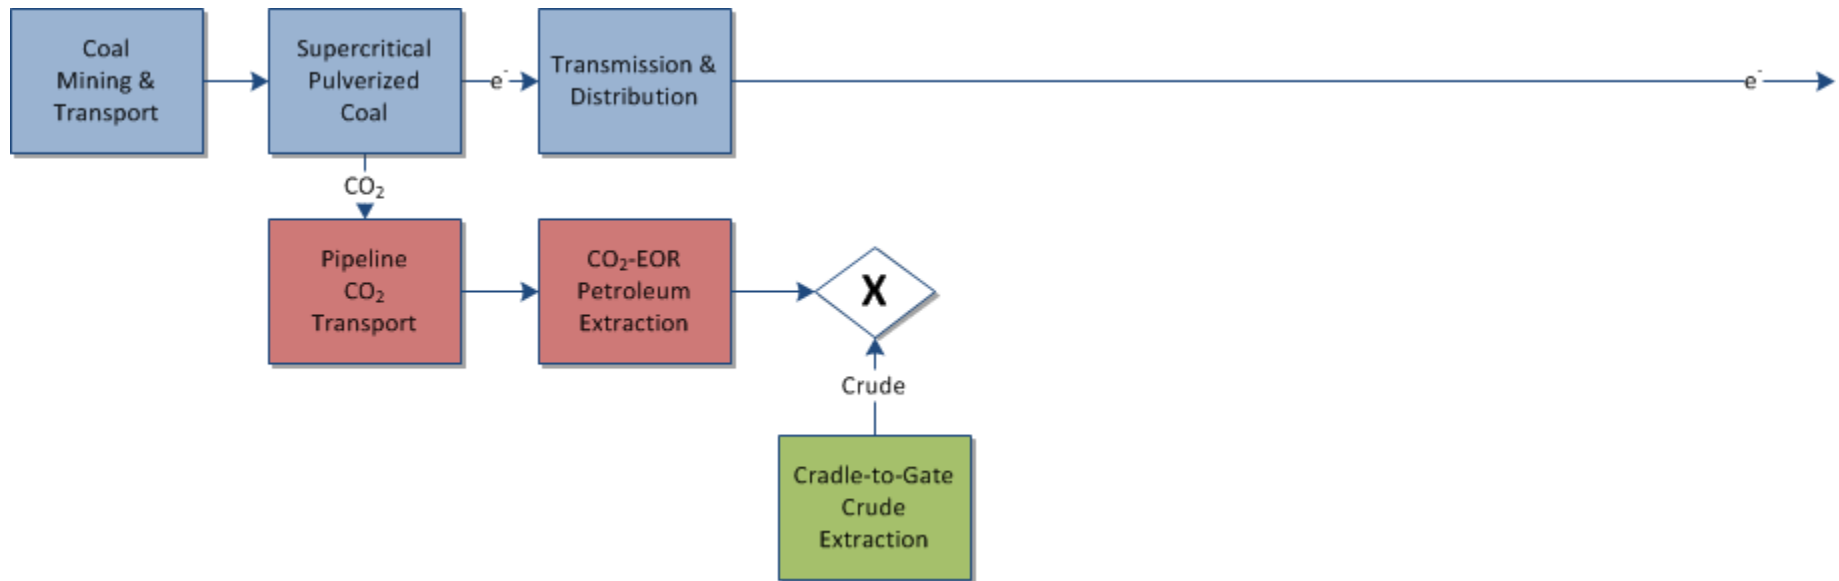 Coal
Mining &
Transport
Supercritical
Pulverized
Coal
e⁻
Transmission &
Distribution
e⁻
CO₂
Pipeline
CO₂
Transport
CO₂-EOR
Petroleum
Extraction
X
Crude
Cradle-to-Gate
Crude
Extraction